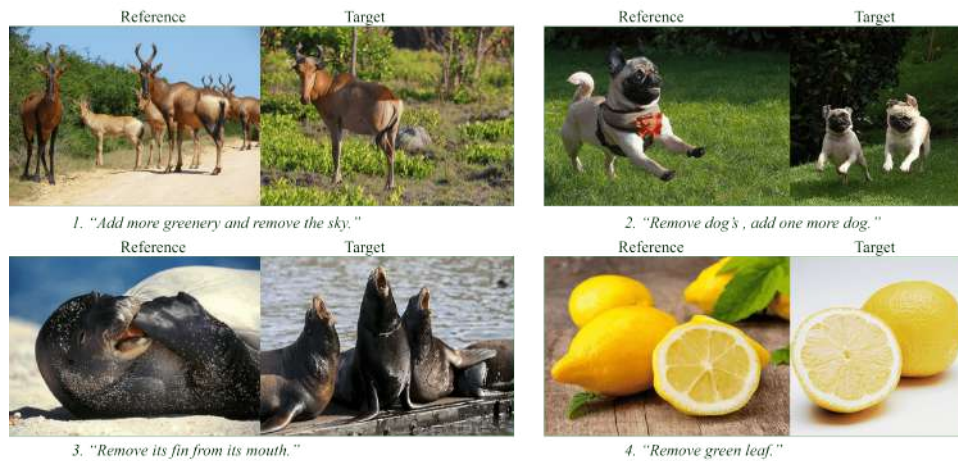 Reference Target
Reference Target
1. “Add more greenery and remove the sky.”
2. “Remove dog’s , add one more dog.”
Reference Target
Reference Target
3. “Remove its fin from its mouth.”
4. “Remove green leaf.”